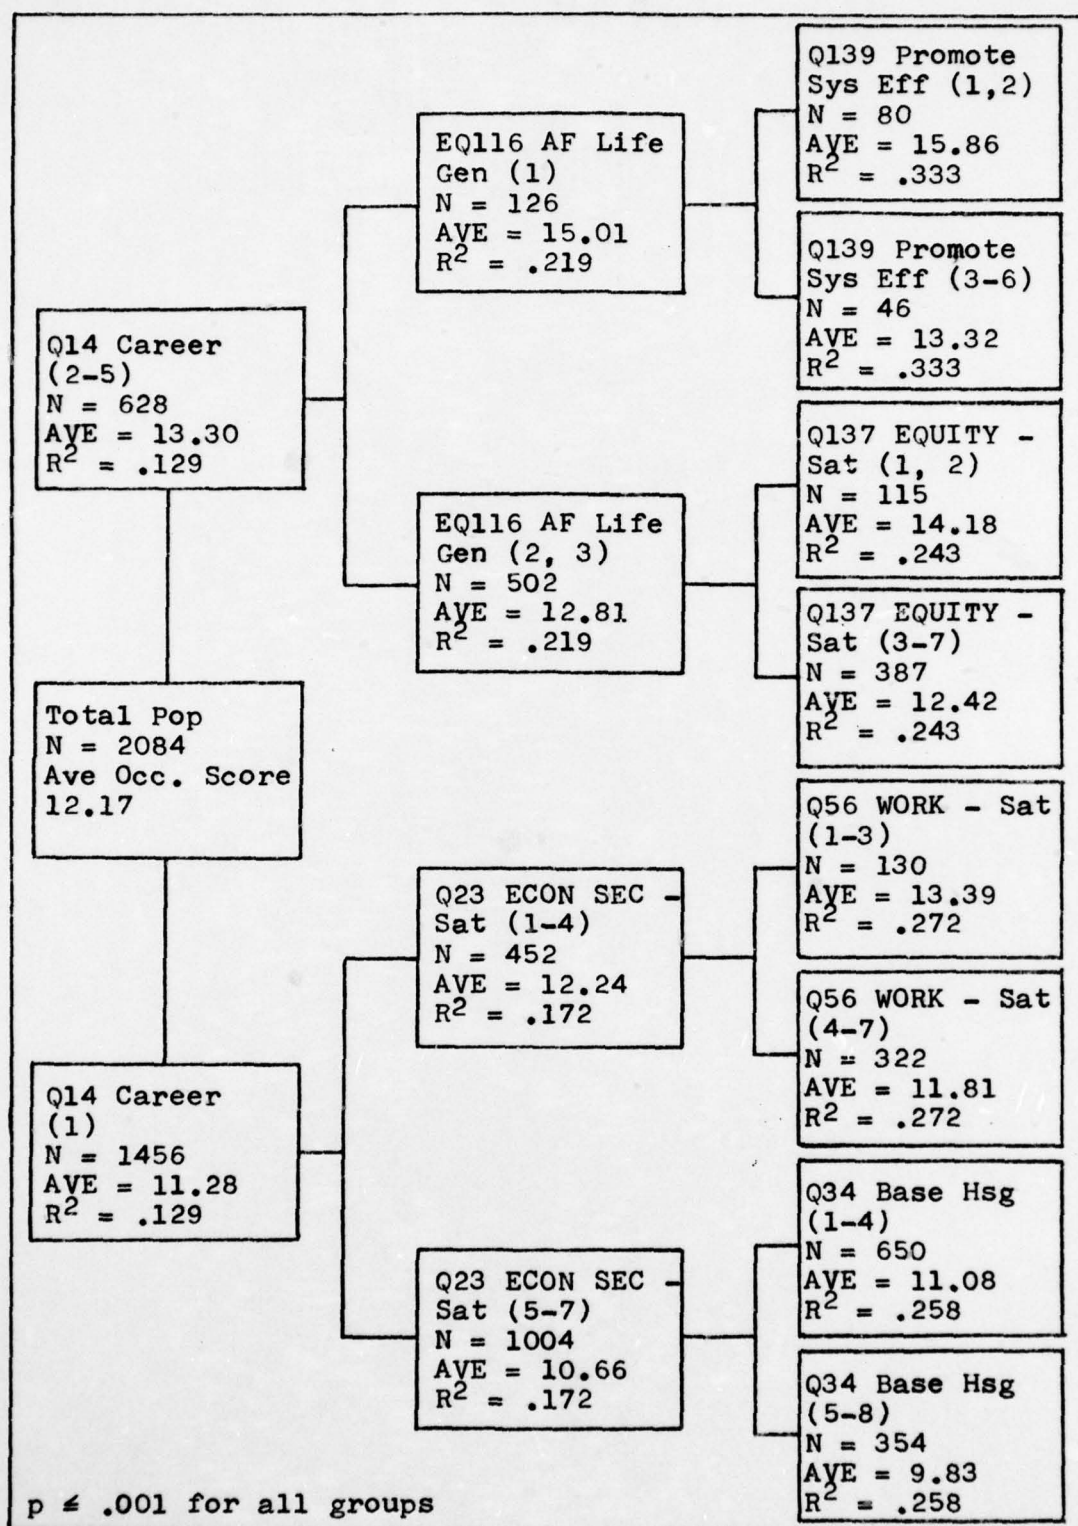 Q139 Promote
Sys Eff (1,2)
N = 80
AVE = 15.86
R² = .333
EQ116 AF Life
Gen (1)
N = 126
AVE = 15.01
R² = .219
Q139 Promote
Sys Eff (3-6)
N = 46
AVE = 13.32
R² = .333
Q14 Career
(2-5)
N = 628
AVE = 13.30
R² = .129
Q137 EQUITY -
Sat (1, 2)
N = 115
AVE = 14.18
R² = .243
EQ116 AF Life
Gen (2, 3)
N = 502
AVE = 12.81
R² = .219
Q137 EQUITY -
Sat (3-7)
N = 387
AVE = 12.42
R² = .243
Total Pop
N = 2084
Ave Occ. Score
12.17
Q56 WORK - Sat
(1-3)
N = 130
AVE = 13.39
R² = .272
Q23 ECON SEC -
Sat (1-4)
N = 452
AVE = 12.24
R² = .172
Q56 WORK - Sat
(4-7)
N = 322
AVE = 11.81
R² = .272
Q14 Career
(1)
N = 1456
AVE = 11.28
R² = .129
Q34 Base Hsg
(1-4)
N = 650
AVE = 11.08
R² = .258
Q23 ECON SEC -
Sat (5-7)
N = 1004
AVE = 10.66
R² = .172
Q34 Base Hsg
(5-8)
N = 354
AVE = 9.83
R² = .258
p ≤ .001 for all groups